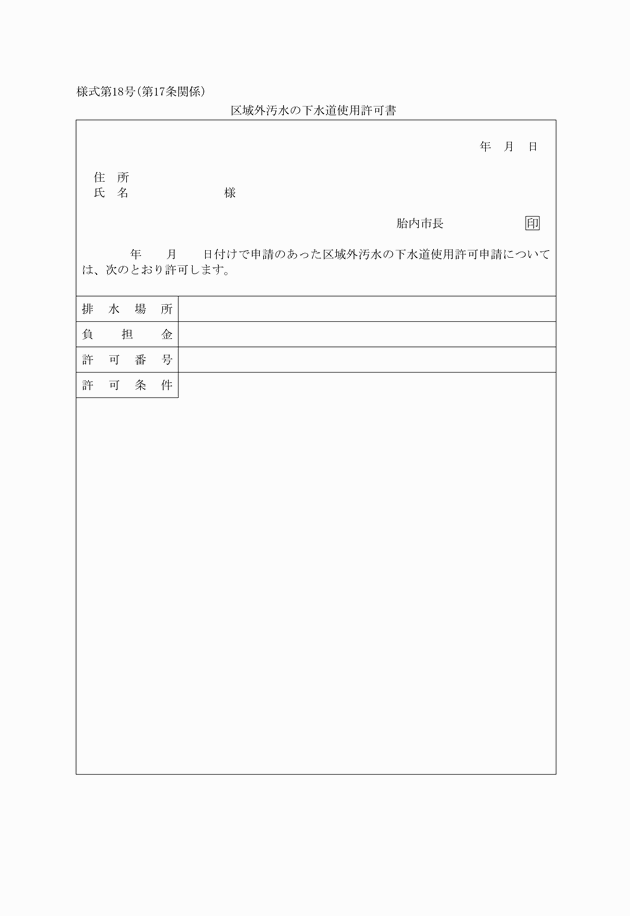 様式第18号(第17条関係)
区域外汚水の下水道使用許可書
年　月　日
住　所
氏　名　　　　　　　　様
胎内市長　　　　　　　印
年　　月　　日付けで申請のあった区域外汚水の下水道使用許可申請について
は、次のとおり許可します。
排　水　場　所
負　担　金
許　可　番　号
許　可　条　件